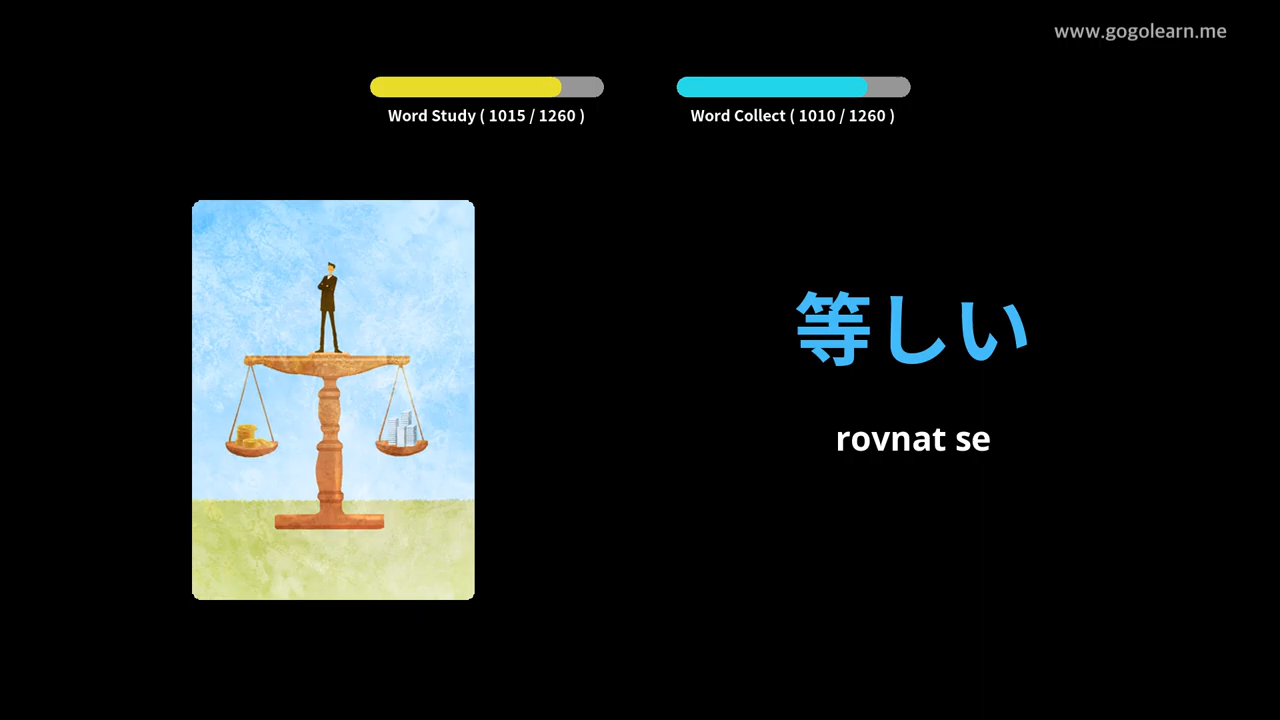 www.gogolearn.me
Word Study ( 1015 / 1260 )
Word Collect ( 1010 / 1260 )
等しい
rovnat se